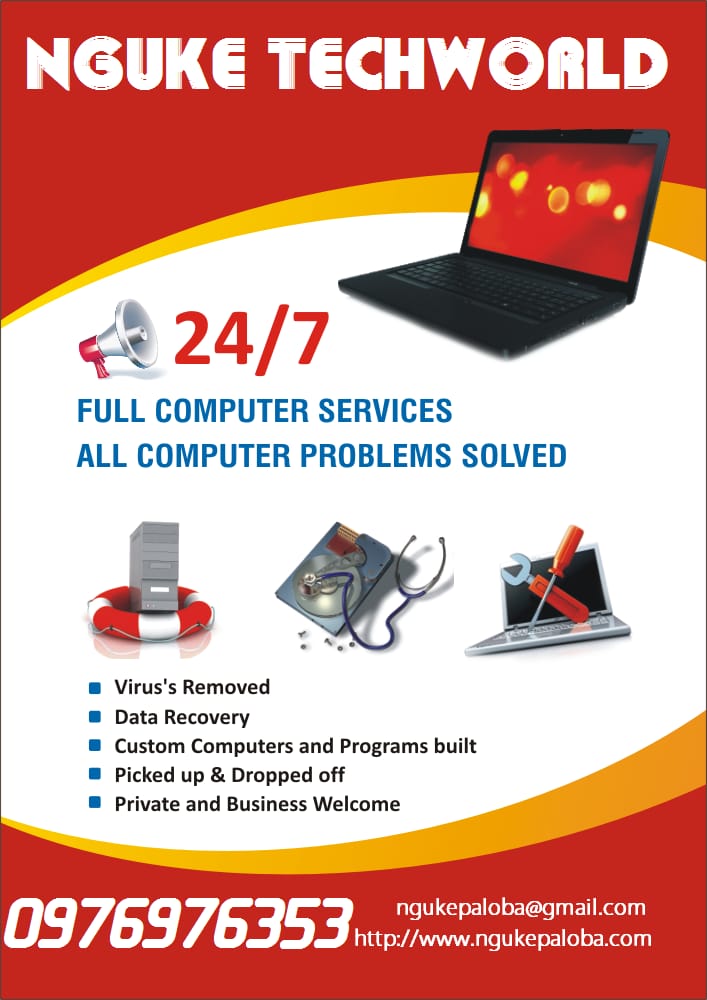 NGUKE TECHWORLD
24/7
FULL COMPUTER SERVICES
ALL COMPUTER PROBLEMS SOLVED
Virus's Removed
Data Recovery
Custom Computers and Programs built
Picked up & Dropped off
Private and Business Welcome
0976976353
ngukepaloba@gmail.com
http://www.ngukepaloba.com